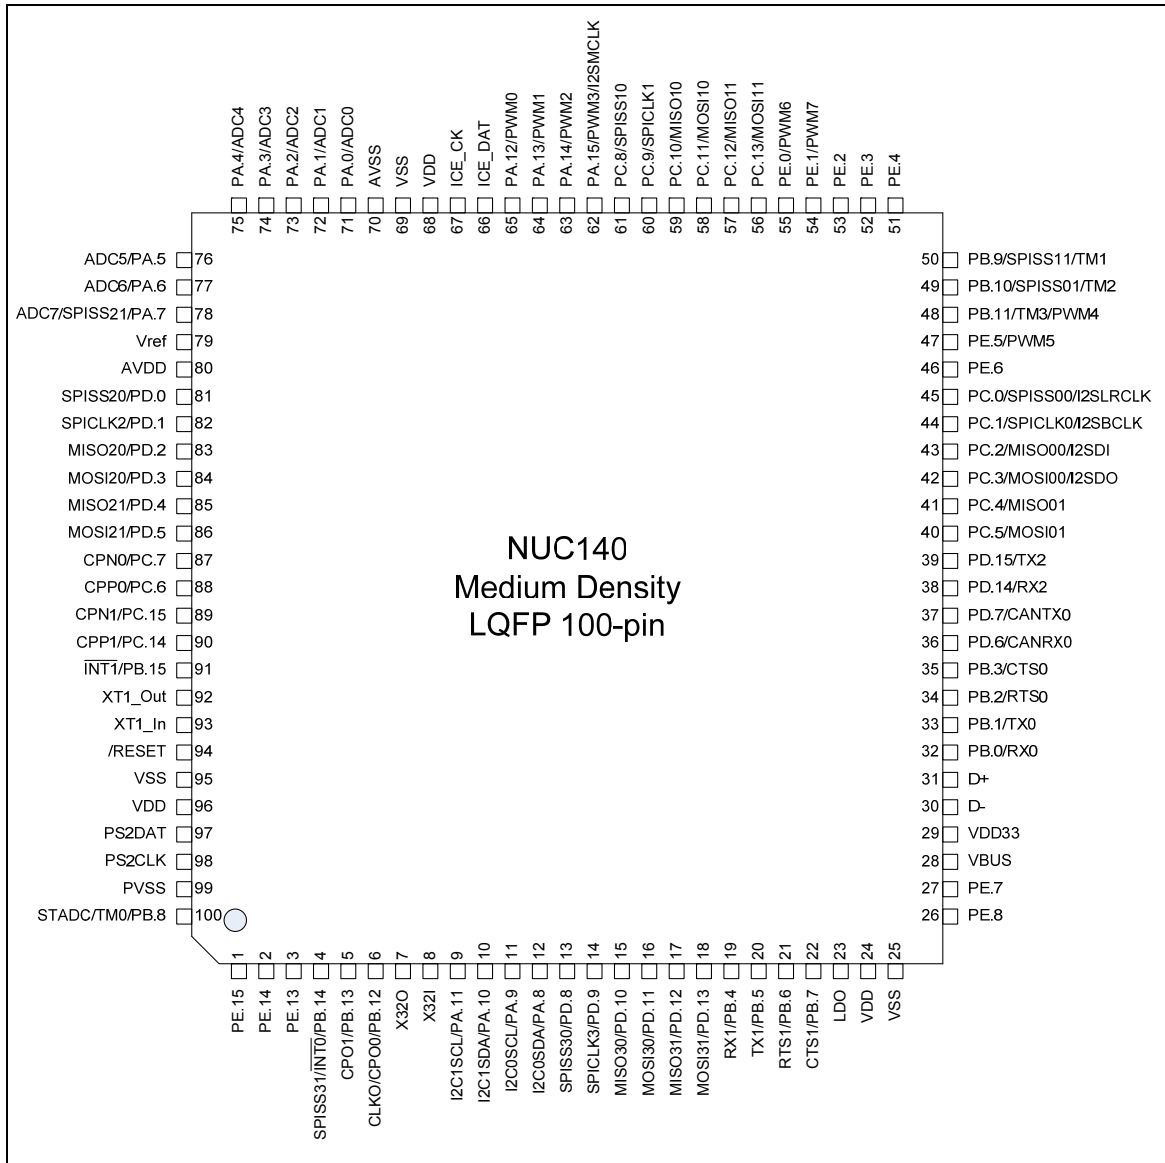 PA.4/ADC4
PA.3/ADC3
PA.2/ADC2
PA.1/ADC1
PA.0/ADC0
AVSS
VSS
VDD
ICE_CK
ICE_DAT
PA.12/PWM0
PA.13/PWM1
PA.14/PWM2
PA.15/PWM3/I2SMCLK
PC.8/SPISS10
PC.9/SPICLK1
PC.10/MISO10
PC.11/MOSI10
PC.12/MISO11
PC.13/MOSI11
PE.0/PWM6
PE.1/PWM7
PE.2
PE.3
PE.4
75 74 73 72 71 70 69 68 67 66 65 64 63 62 61 60 59 58 57 56 55 54 53 52 51
ADC5/PA.5 76
ADC6/PA.6 77
ADC7/SPISS21/PA.7 78
Vref 79
AVDD 80
SPISS20/PD.0 81
SPICLK2/PD.1 82
MISO20/PD.2 83
MOSI20/PD.3 84
MISO21/PD.4 85
MOSI21/PD.5 86
CPN0/PC.7 87
CPP0/PC.6 88
CPN1/PC.15 89
CPP1/PC.14 90
INT1/PB.15 91
XT1_Out 92
XT1_In 93
/RESET 94
VSS 95
VDD 96
PS2DAT 97
PS2CLK 98
PVSS 99
STADC/TM0/PB.8 100
NUC140
Medium Density
LQFP 100-pin
50 PB.9/SPISS11/TM1
49 PB.10/SPISS01/TM2
48 PB.11/TM3/PWM4
47 PE.5/PWM5
46 PE.6
45 PC.0/SPISS00/I2SLRCLK
44 PC.1/SPICLK0/I2SBCLK
43 PC.2/MISO00/I2SDI
42 PC.3/MOSI00/I2SDO
41 PC.4/MISO01
40 PC.5/MOSI01
39 PD.15/TX2
38 PD.14/RX2
37 PD.7/CANTX0
36 PD.6/CANRX0
35 PB.3/CTS0
34 PB.2/RTS0
33 PB.1/TX0
32 PB.0/RX0
31 D+
30 D-
29 VDD33
28 VBUS
27 PE.7
26 PE.8
1 2 3 4 5 6 7 8 9 10 11 12 13 14 15 16 17 18 19 20 21 22 23 24 25
PE.15
PE.14
PE.13
SPISS31/INT0/PB.14
CPO1/PB.13
CLKO/CPO0/PB.12
X32O
X32I
I2C1SCL/PA.11
I2C1SDA/PA.10
I2C0SCL/PA.9
I2C0SDA/PA.8
SPISS30/PD.8
SPICLK3/PD.9
MISO30/PD.10
MOSI30/PD.11
MISO31/PD.12
MOSI31/PD.13
RX1/PB.4
TX1/PB.5
RTS1/PB.6
CTS1/PB.7
LDO
VDD
VSS